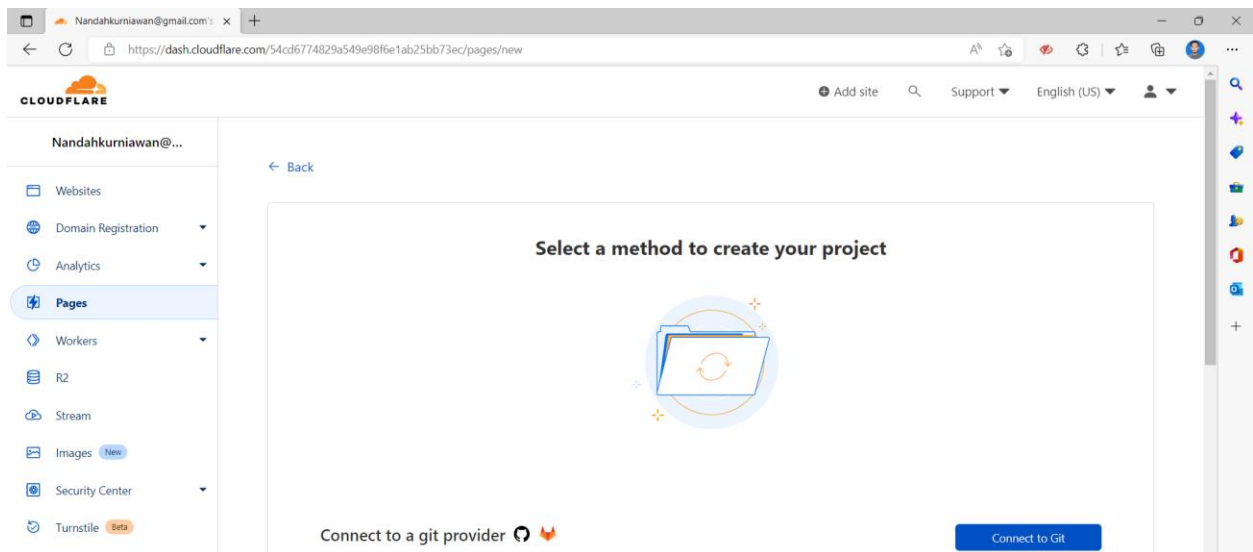 Nandahkurniawan@gmail.com's
https://dash.cloudflare.com/54cd6774829a549e98f6e1ab25bb73ec/pages/new
CLOUDFLARE
Add site
Support
English (US)
Nandahkurniawan@...
← Back
Websites
Domain Registration
Analytics
Pages
Workers
R2
Stream
Images New
Security Center
Turnstile Beta
Select a method to create your project
Connect to a git provider
Connect to Git